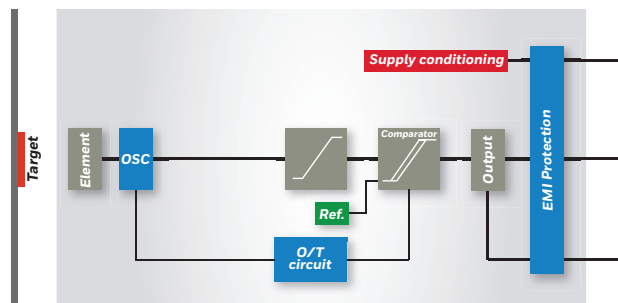 Supply conditioning
Target
Element
OSC
Comparator
Output
EMI Protection
Ref.
O/T
circuit